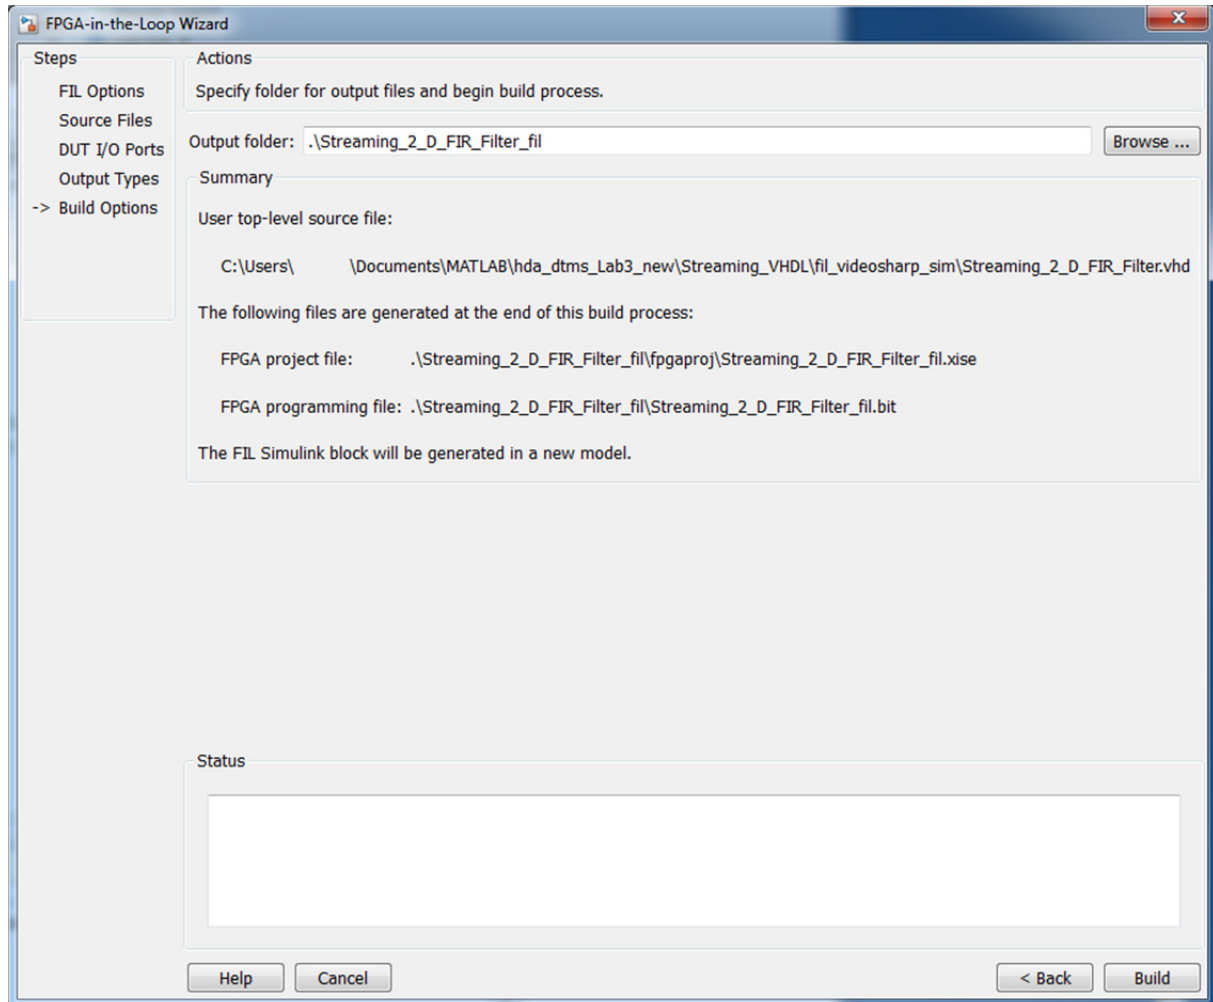 FPGA-in-the-Loop Wizard
Steps
FIL Options
Source Files
DUT I/O Ports
Output Types
-> Build Options
Actions
Specify folder for output files and begin build process.
Output folder: .\Streaming_2_D_FIR_Filter_fil Browse ...
Summary
User top-level source file:
C:\Users\ \Documents\MATLAB\hda_dtms_Lab3_new\Streaming_VHDL\fil_videosharp_sim\Streaming_2_D_FIR_Filter.vhd
The following files are generated at the end of this build process:
FPGA project file: .\Streaming_2_D_FIR_Filter_fil\fpgaproj\Streaming_2_D_FIR_Filter_fil.xise
FPGA programming file: .\Streaming_2_D_FIR_Filter_fil\Streaming_2_D_FIR_Filter_fil.bit
The FIL Simulink block will be generated in a new model.
Status
Help Cancel < Back Build